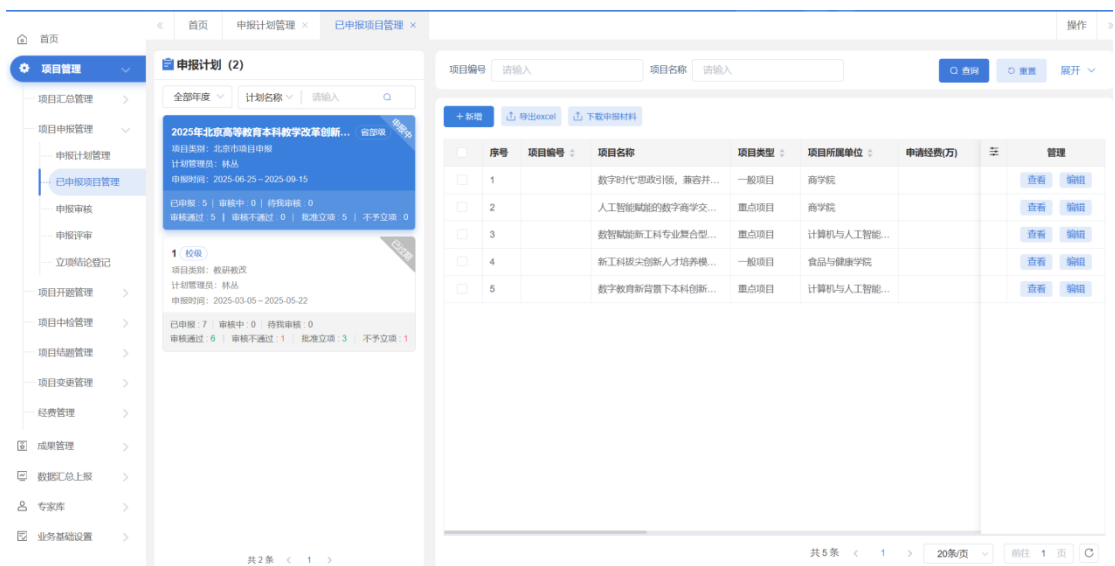 首页 申报计划管理 × 已申报项目管理 × 操作
首页
项目管理
项目汇总管理
项目申报管理
申报计划管理
已申报项目管理
申报审核
申报评审
立项结论登记
项目开题管理
项目中检管理
项目结题管理
项目变更管理
经费管理
成果管理
数据汇总上报
专家库
业务基础设置
申报计划（2）
全部年度 计划名称 请输入
2025年北京高等教育本科教学改革创新... 省部级 申报中
项目类别：北京市项目申报
计划管理员：林丛
申报时间：2025-06-25 ~ 2025-09-15
已申报：5 | 审核中：0 | 待我审核：0
审核通过：5 | 审核不通过：0 | 批准立项：5 | 不予立项：0
1 校级 已过期
项目类别：教研教改
计划管理员：林丛
申报时间：2025-03-05 ~ 2025-05-22
已申报：7 | 审核中：0 | 待我审核：0
审核通过：6 | 审核不通过：1 | 批准立项：3 | 不予立项：1
共 2 条 < 1 >
项目编号 请输入 项目名称 请输入 查询 重置 展开
+ 新增 导出excel 下载申报材料
序号 项目编号 项目名称 项目类型 项目所属单位 申请经费(万) 管理
1 数字时代“思政引领，兼容并... 一般项目 商学院 查看 编辑
2 人工智能赋能的数字商学交... 重点项目 商学院 查看 编辑
3 数智赋能新工科专业复合型... 重点项目 计算机与人工智能... 查看 编辑
4 新工科拔尖创新人才培养模... 一般项目 食品与健康学院 查看 编辑
5 数字教育新背景下本科创新... 重点项目 计算机与人工智能... 查看 编辑
共 5 条 < 1 > 20条/页 前往 1 页